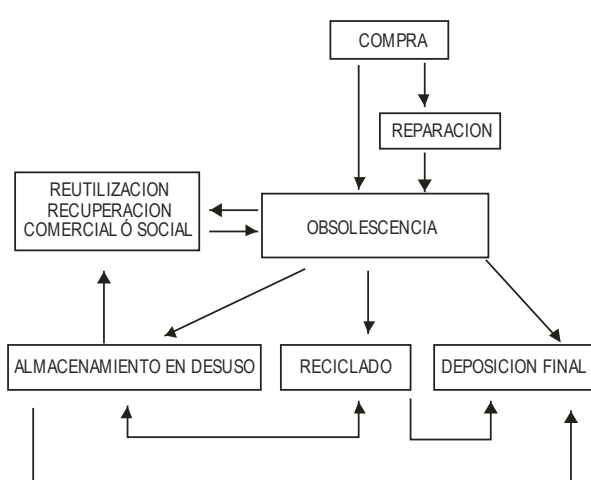 COMPRA
REPARACION
REUTILIZACION
RECUPERACION
COMERCIAL Ó SOCIAL
OBSOLESCENCIA
ALMACENAMIENTO EN DESUSO
RECICLADO
DEPOSICION FINAL